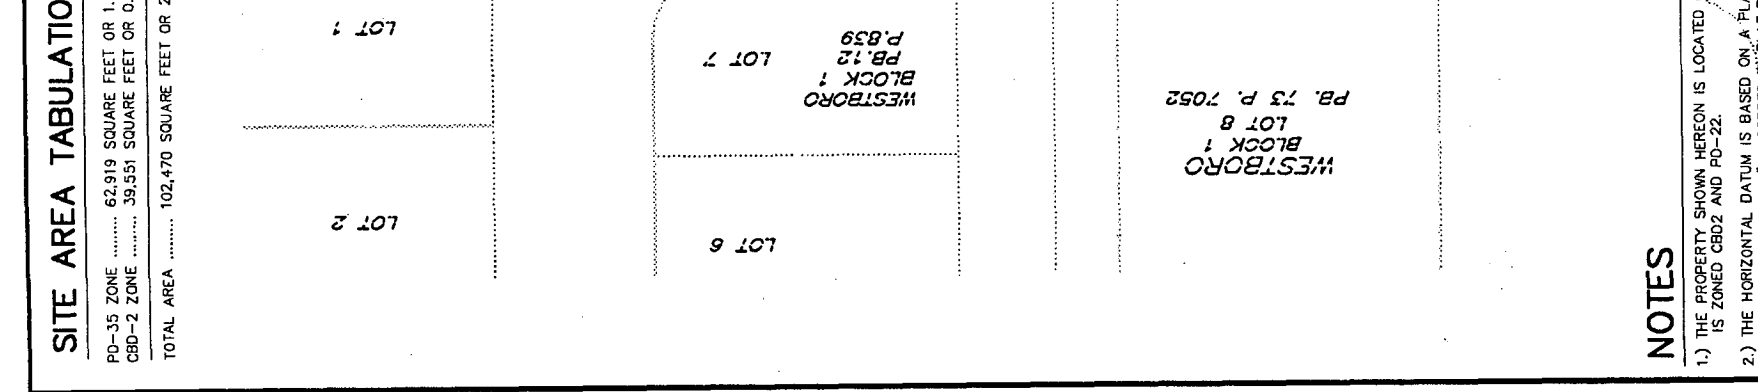 SITE AREA TABULATIO
PD-35 ZONE ......... 62,919 SQUARE FEET OR 1.
CBD-2 ZONE ......... 39,551 SQUARE FEET OR 0.
TOTAL AREA ......... 102,470 SQUARE FEET OR 2
LOT 1
LOT 2
LOT 7
WESTBORO
BLOCK 1
PB.12
P.839
LOT 6
WESTBORO
BLOCK 1
LOT 8
PB. 73 P. 7052
NOTES
1.) THE PROPERTY SHOWN HEREON IS LOCATED
IS ZONED CBD2 AND PD-22.
2.) THE HORIZONTAL DATUM IS BASED ON A PLA